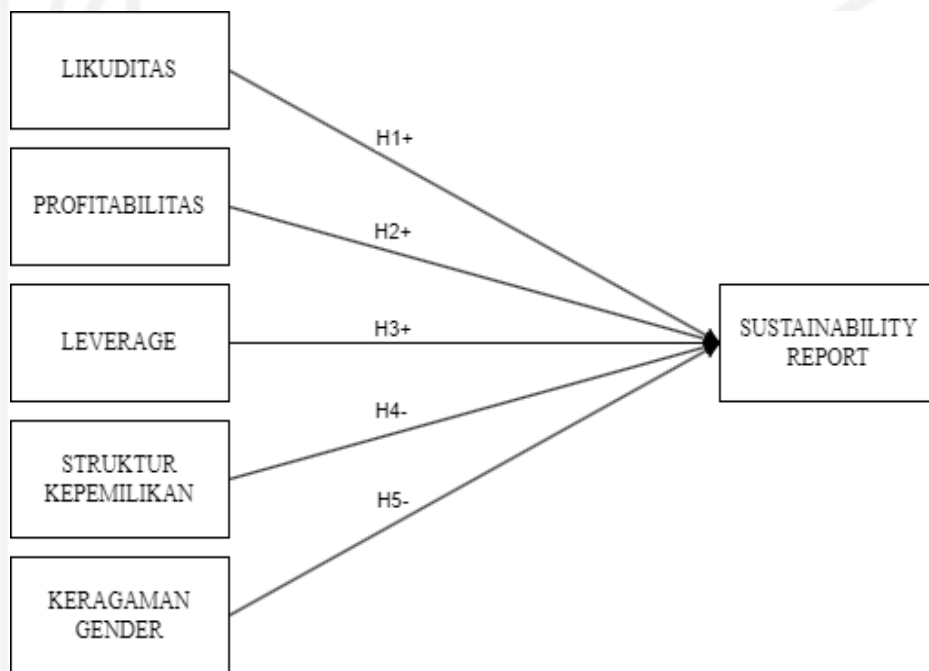 LIKUDITAS
H1+
PROFITABILITAS
H2+
LEVERAGE
H3+
SUSTAINABILITY
REPORT
H4-
STRUKTUR
KEPEMILIKAN
H5-
KERAGAMAN
GENDER